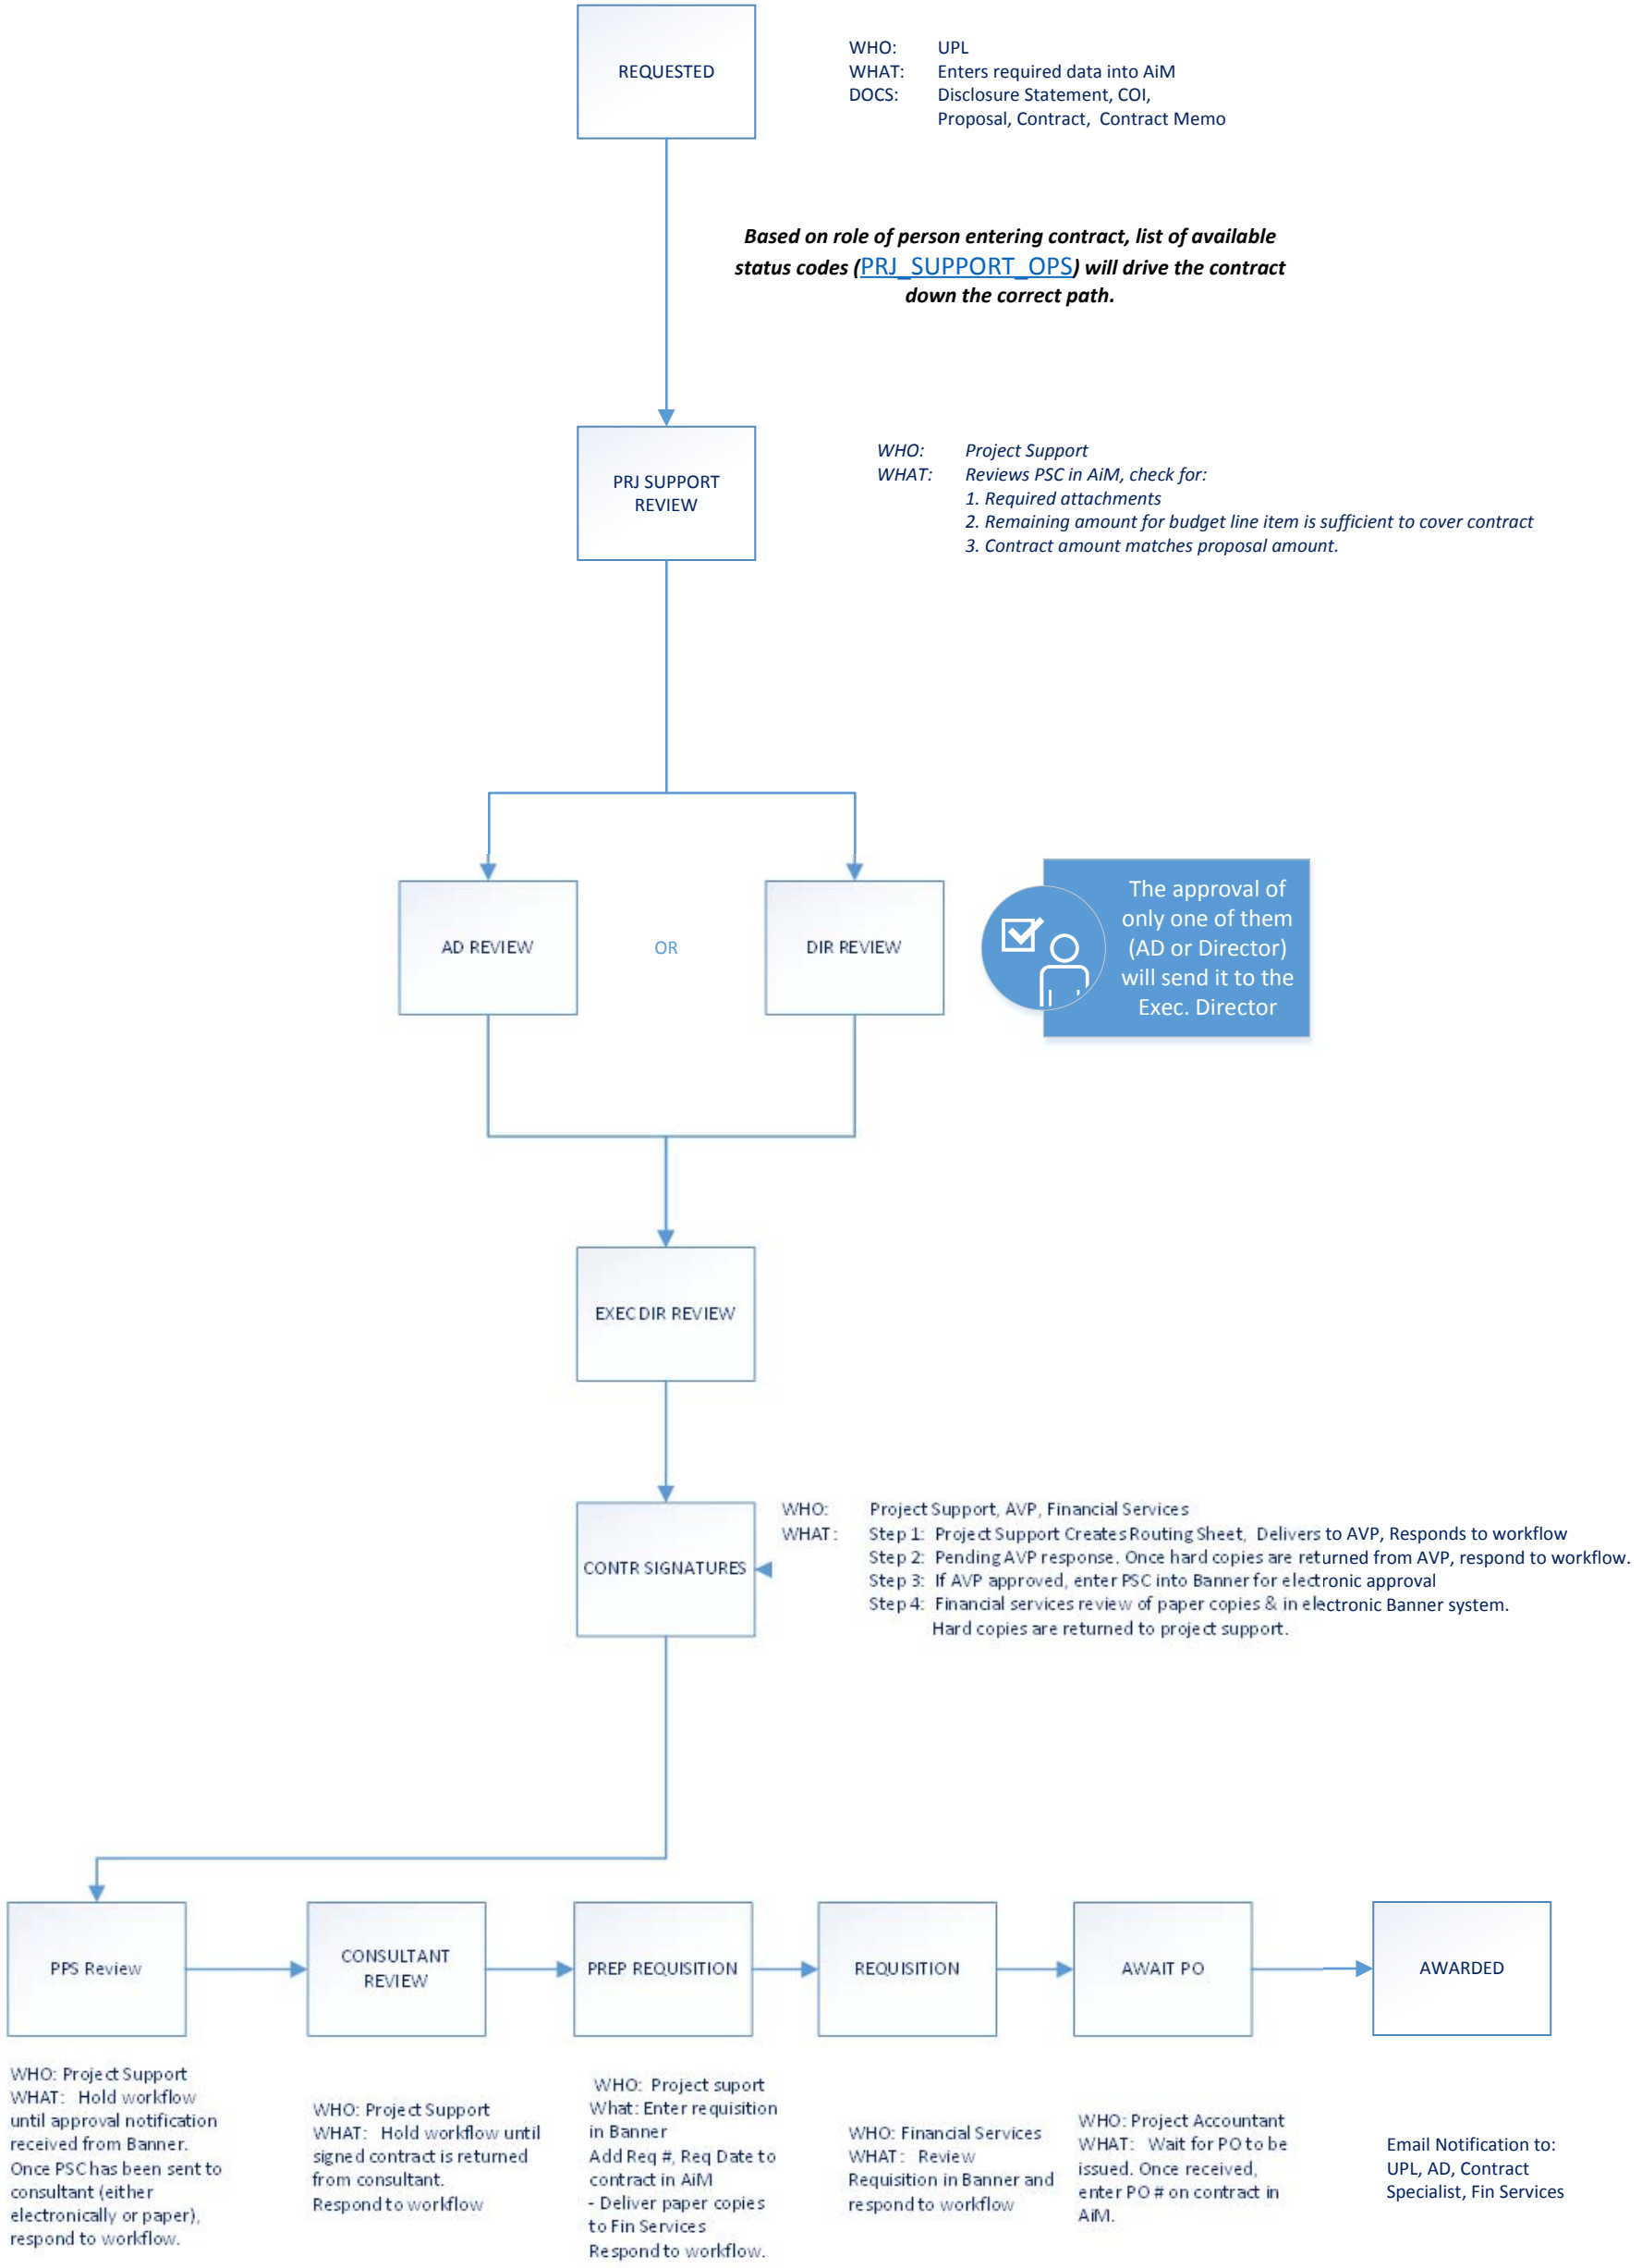 REQUESTED
WHO: UPL
WHAT: Enters required data into AiM
DOCS: Disclosure Statement, COI,
Proposal, Contract, Contract Memo
Based on role of person entering contract, list of available
status codes (PRJ_SUPPORT_OPS) will drive the contract
down the correct path.
PRJ SUPPORT
REVIEW
WHO: Project Support
WHAT: Reviews PSC in AiM, check for:
1. Required attachments
2. Remaining amount for budget line item is sufficient to cover contract
3. Contract amount matches proposal amount.
AD REVIEW
OR
DIR REVIEW
The approval of
only one of them
(AD or Director)
will send it to the
Exec. Director
EXEC DIR REVIEW
CONTR SIGNATURES
WHO: Project Support, AVP, Financial Services
WHAT: Step 1: Project Support Creates Routing Sheet, Delivers to AVP, Responds to workflow
Step 2: Pending AVP response. Once hard copies are returned from AVP, respond to workflow.
Step 3: If AVP approved, enter PSC into Banner for electronic approval
Step 4: Financial services review of paper copies & in electronic Banner system.
Hard copies are returned to project support.
PPS Review
CONSULTANT
REVIEW
PREP REQUISITION
REQUISITION
AWAIT PO
AWARDED
WHO: Project Support
WHAT: Hold workflow
until approval notification
received from Banner.
Once PSC has been sent to
consultant (either
electronically or paper),
respond to workflow.
WHO: Project Support
WHAT: Hold workflow until
signed contract is returned
from consultant.
Respond to workflow
WHO: Project suport
What: Enter requisition
in Banner
Add Req #, Req Date to
contract in AiM
- Deliver paper copies
to Fin Services
Respond to workflow.
WHO: Financial Services
WHAT: Review
Requisition in Banner and
respond to workflow
WHO: Project Accountant
WHAT: Wait for PO to be
issued. Once received,
enter PO # on contract in
AiM.
Email Notification to:
UPL, AD, Contract
Specialist, Fin Services